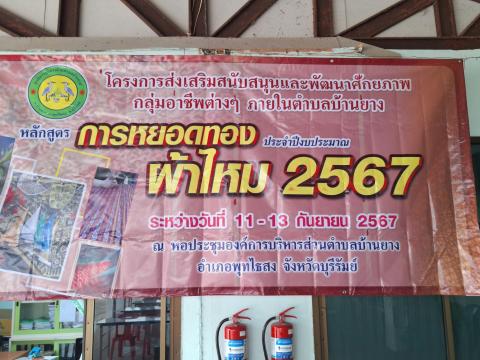 โครงการส่งเสริมสนับสนุนและพัฒนาศักยภาพ
กลุ่มอาชีพต่างๆ ภายในตำบลบ้านยาง
หลักสูตร การหยอดทอง ประจำปีงบประมาณ
ผ้าไหม 2567
ระหว่างวันที่ 11 - 13 กันยายน 2567
ณ หอประชุมองค์การบริหารส่วนตำบลบ้านยาง
อำเภอพุทไธสง จังหวัดบุรีรัมย์